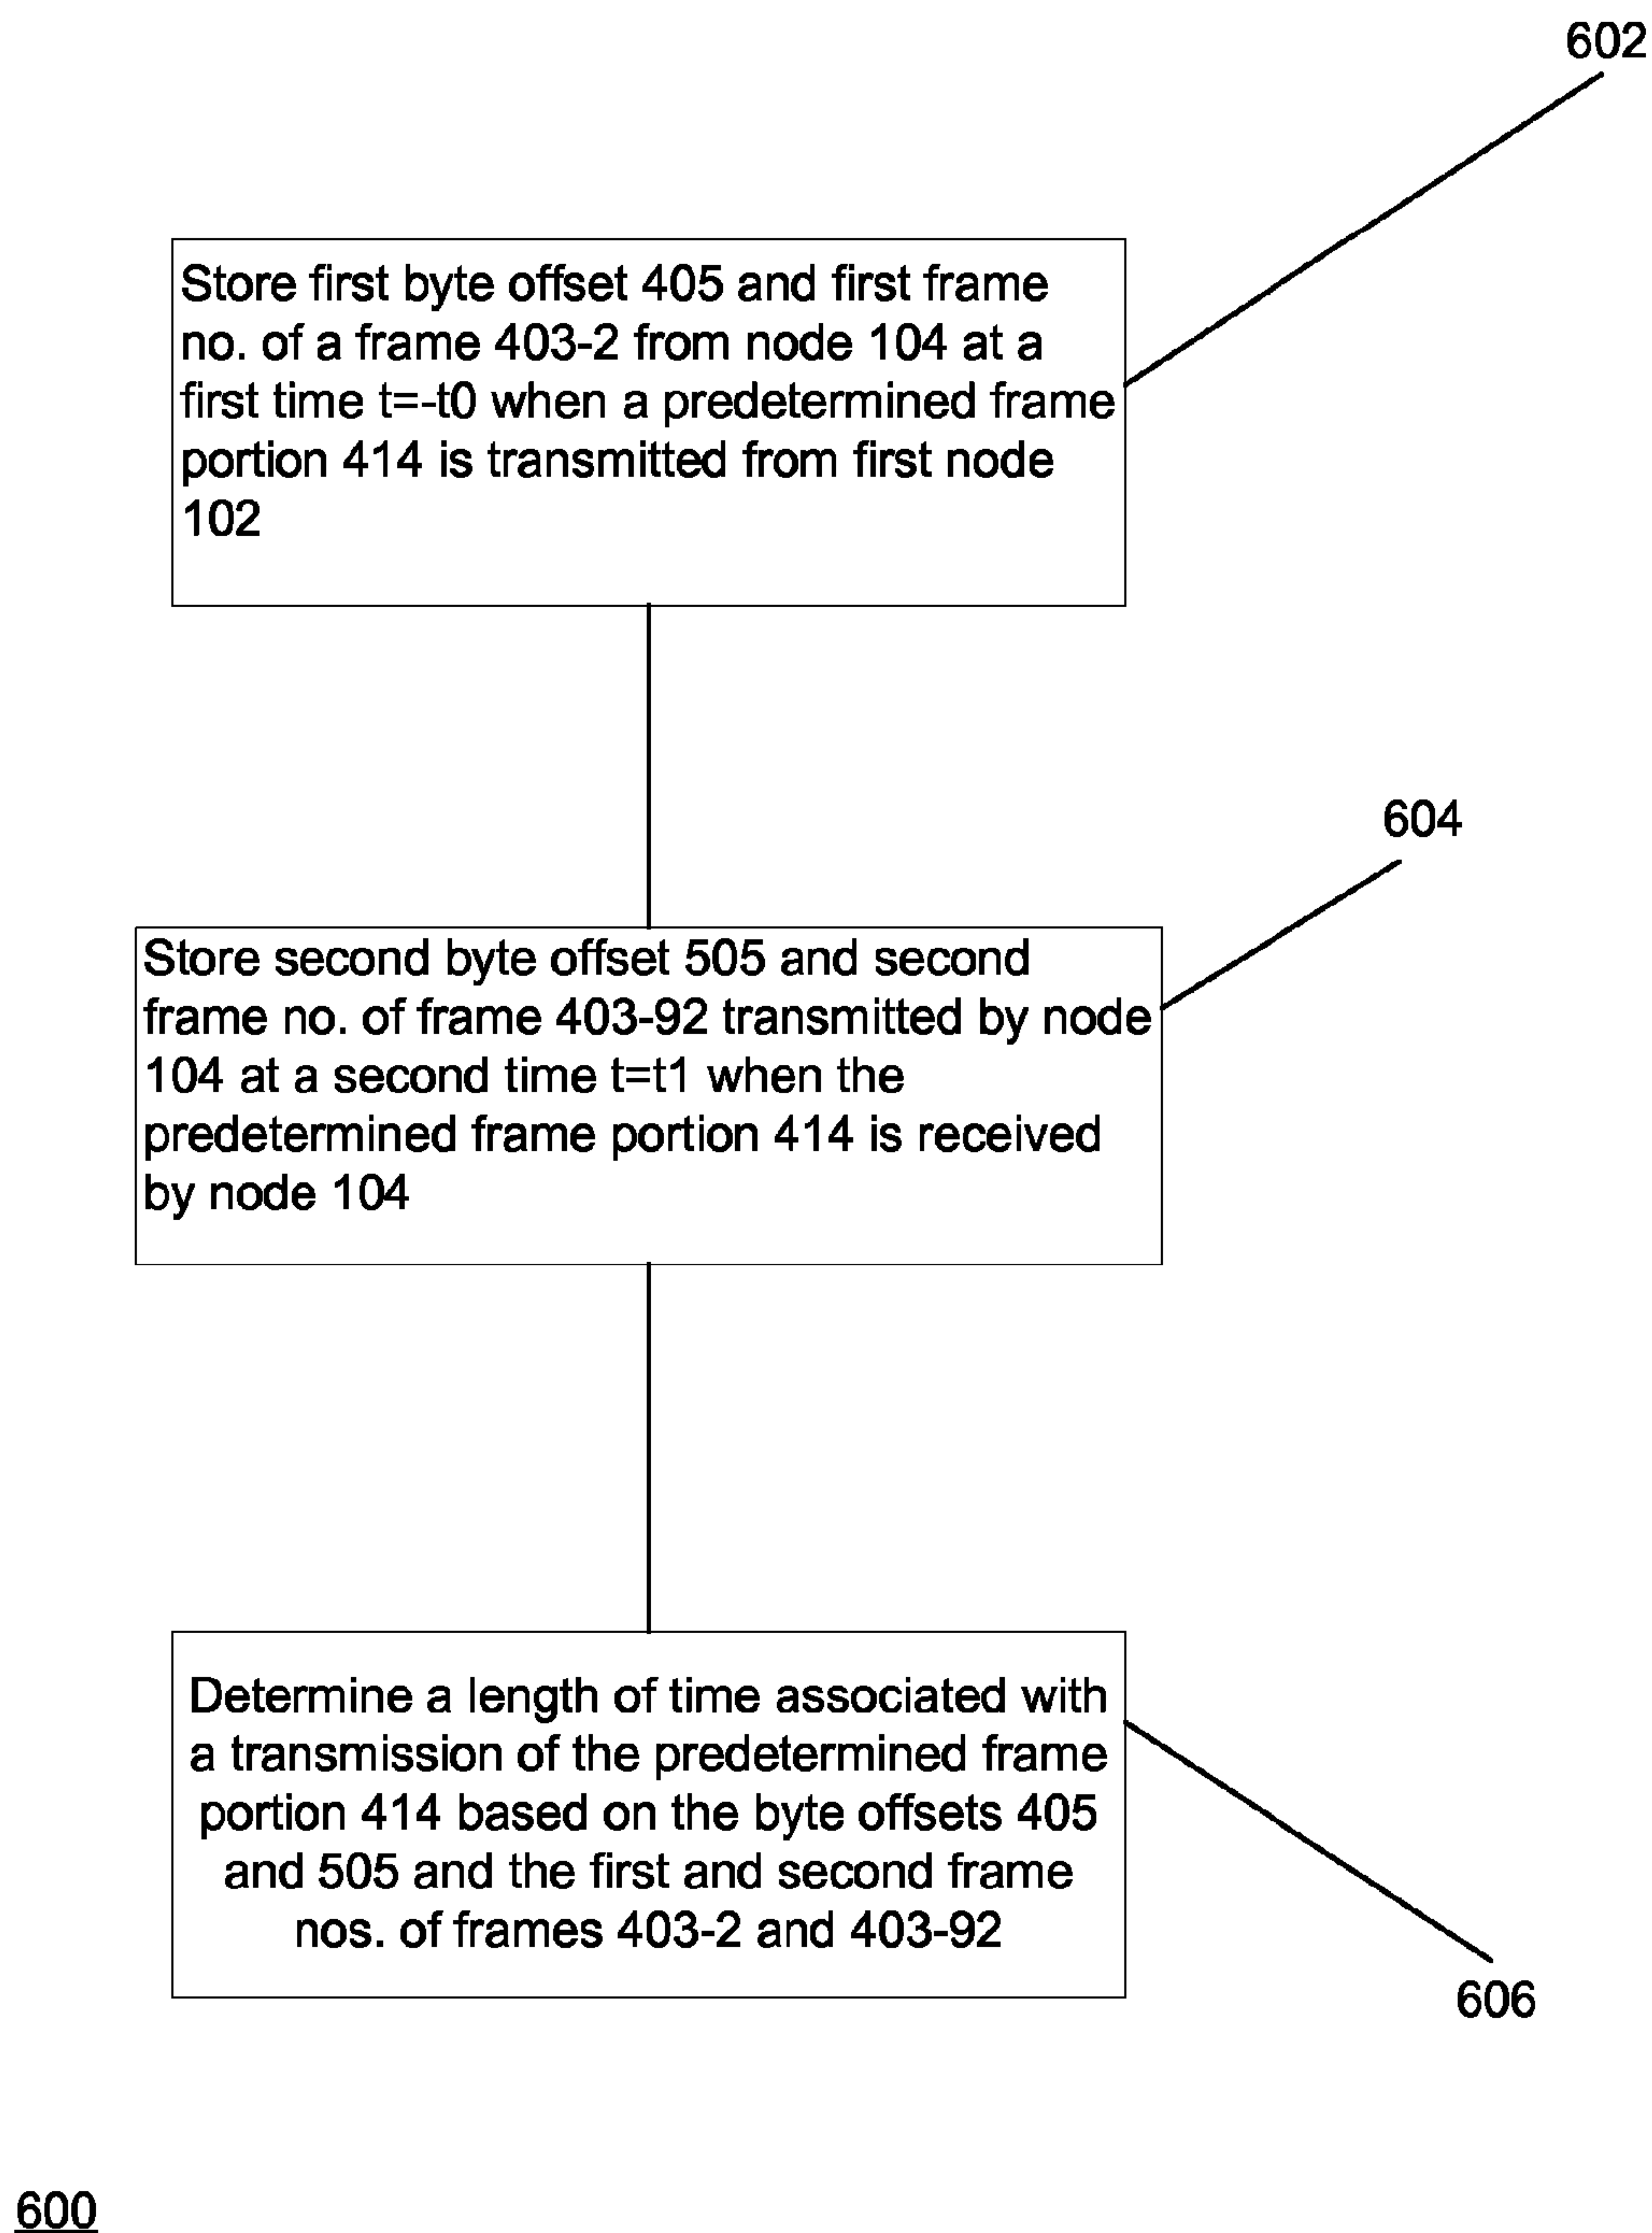 602
Store first byte offset 405 and first frame
no. of a frame 403-2 from node 104 at a
first time t=-t0 when a predetermined frame
portion 414 is transmitted from first node
102
604
Store second byte offset 505 and second
frame no. of frame 403-92 transmitted by node
104 at a second time t=t1 when the
predetermined frame portion 414 is received
by node 104
Determine a length of time associated with
a transmission of the predetermined frame
portion 414 based on the byte offsets 405
and 505 and the first and second frame
nos. of frames 403-2 and 403-92
606
600